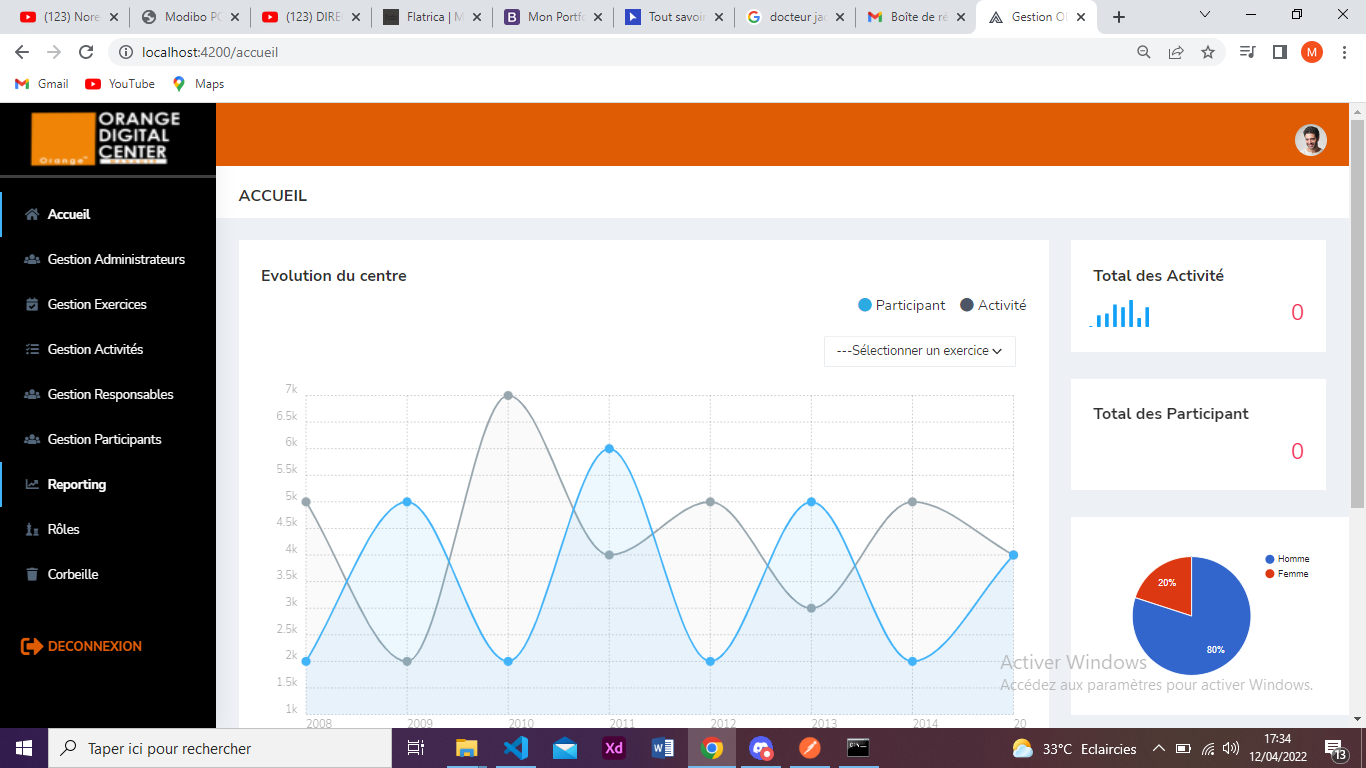 (123) Nore
Modibo PO
(123) DIRE
Flatrica | M
Mon Portfo
Tout savoir
docteur jac
Boîte de ré
Gestion O
localhost:4200/accueil
M
Gmail
YouTube
Maps
ORANGE
DIGITAL
CENTER
Orange
ACCUEIL
Accueil
Gestion Administrateurs
Gestion Exercices
Gestion Activités
Gestion Responsables
Gestion Participants
Reporting
Rôles
Corbeille
DECONNEXION
Evolution du centre
Participant
Activité
---Sélectionner un exercice
7k
6.5k
6k
5.5k
5k
4.5k
4k
3.5k
3k
2.5k
2k
1.5k
1k
2008 2009 2010 2011 2012 2013 2014 20
Total des Activité
0
Total des Participant
0
Homme
Femme
20%
80%
Activer Windows
Accédez aux paramètres pour activer Windows.
Taper ici pour rechercher
Xd
W
33°C Eclaircies
17:34
12/04/2022
13